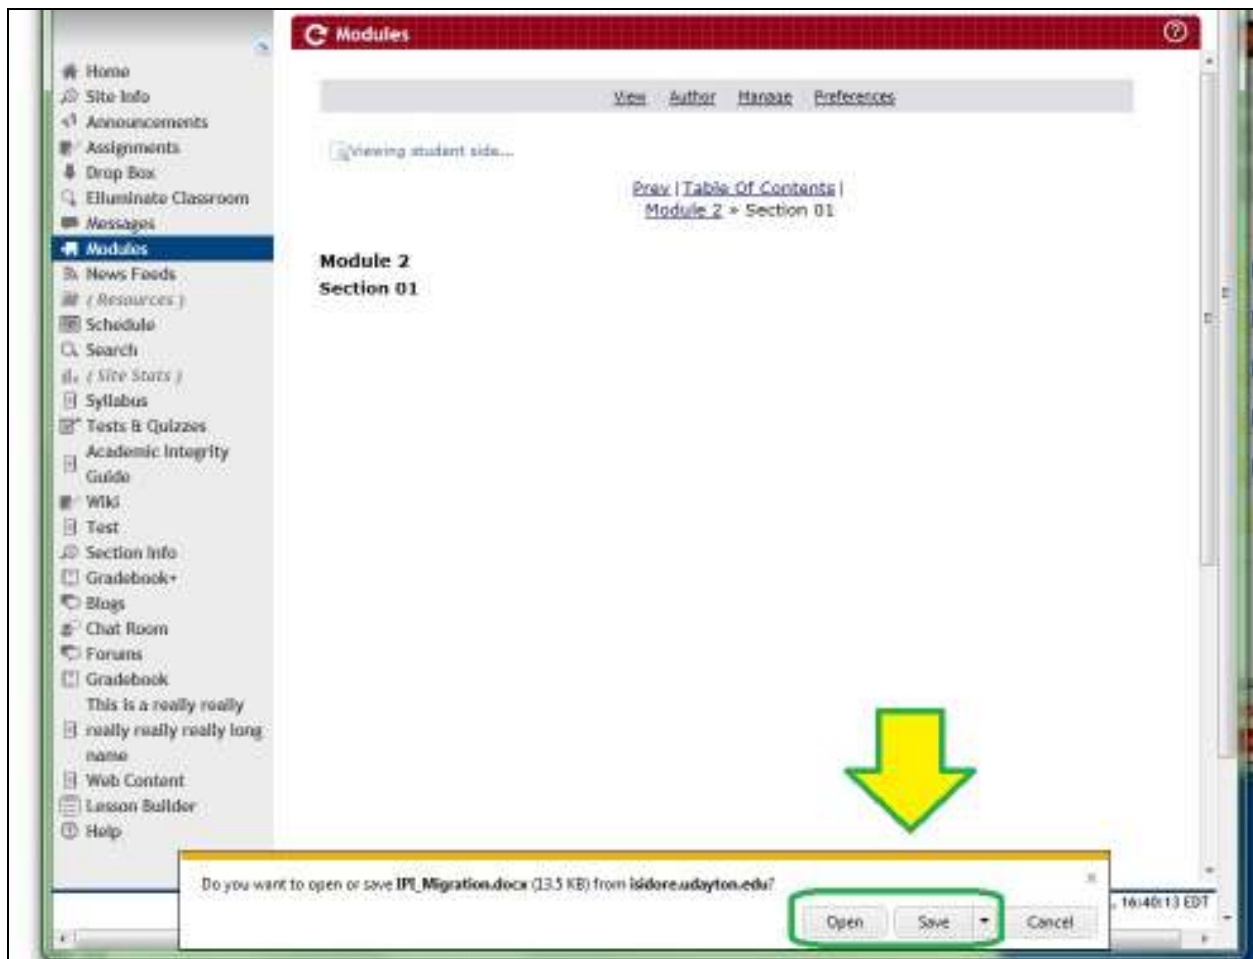 Modules
Home
Site Info
Announcements
Assignments
Drop Box
Elluminate Classroom
Messages
Modules
News Feeds
( Resources )
Schedule
Search
( Site Stats )
Syllabus
Tests & Quizzes
Academic Integrity
Guide
Wiki
Test
Section Info
Gradebook+
Blogs
Chat Room
Forums
Gradebook
This is a really really
really really really long
name
Web Content
Lesson Builder
Help
View Author Manage Preferences
Viewing student side...
Prev | Table Of Contents |
Module 2 » Section 01
Module 2
Section 01
Do you want to open or save IPI_Migration.docx (13.5 KB) from isidore.udayton.edu?
Open Save Cancel
, 16:40:13 EDT